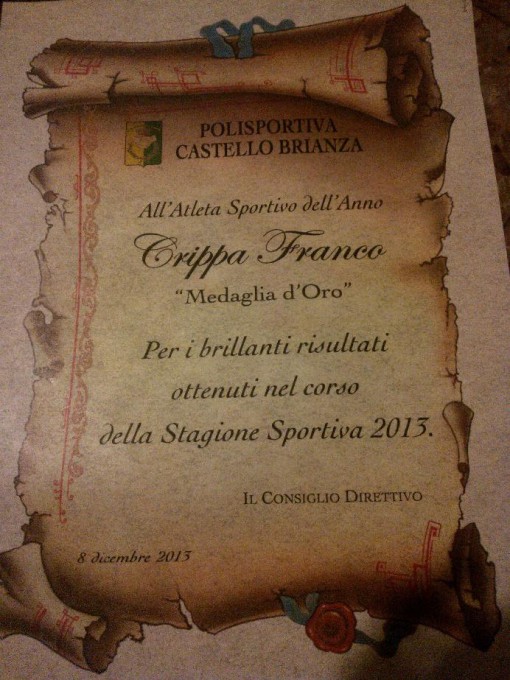 POLISPORTIVA
CASTELLO BRIANZA
All'Atleta Sportivo dell'Anno
Crippa Franco
"Medaglia d'Oro"
Per i brillanti risultati
ottenuti nel corso
della Stagione Sportiva 2013.
IL CONSIGLIO DIRETTIVO
8 dicembre 2013